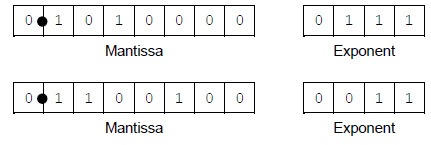 0 1 0 1 0 0 0 0 0 1 1 1
Mantissa Exponent
0 1 1 0 0 1 0 0 0 0 1 1
Mantissa Exponent